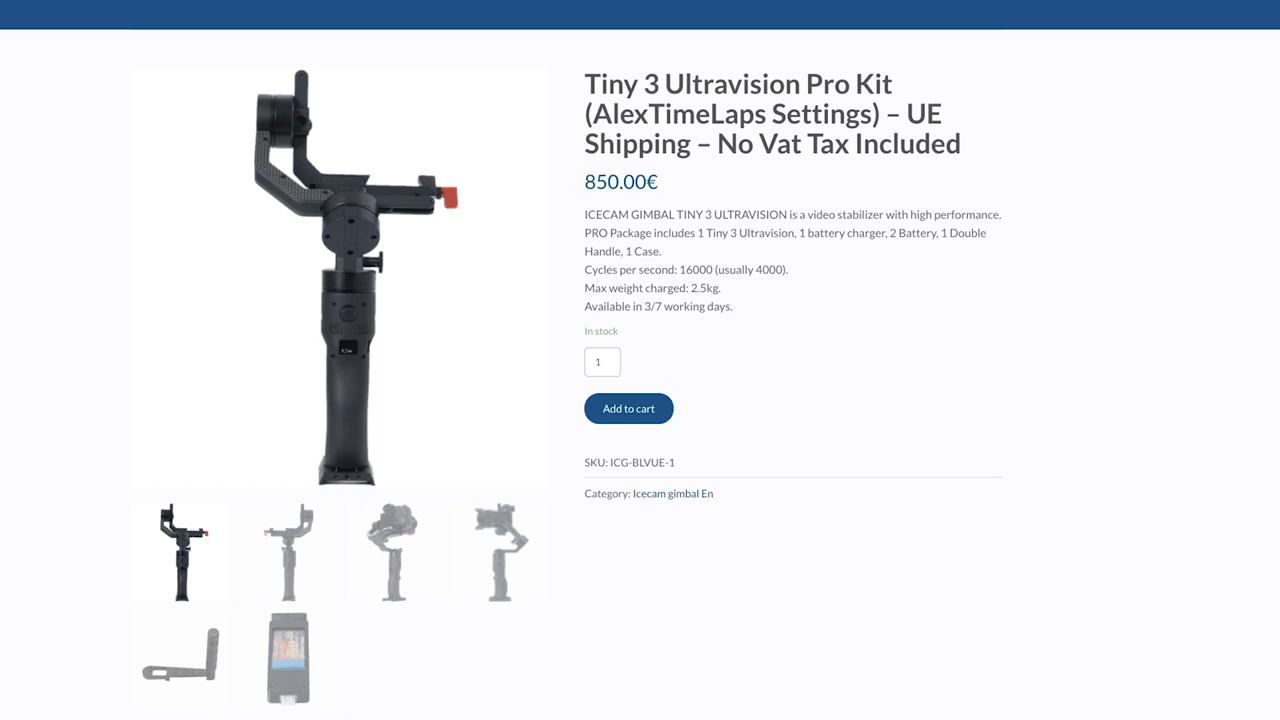 Tiny 3 Ultravision Pro Kit
(AlexTimeLaps Settings) – UE
Shipping – No Vat Tax Included
850.00€
ICECAM GIMBAL TINY 3 ULTRAVISION is a video stabilizer with high performance.
PRO Package includes 1 Tiny 3 Ultravision, 1 battery charger, 2 Battery, 1 Double
Handle, 1 Case.
Cycles per second: 16000 (usually 4000).
Max weight charged: 2.5kg.
Available in 3/7 working days.
In stock
1
Add to cart
SKU: ICG-BLVUE-1
Category: Icecam gimbal En